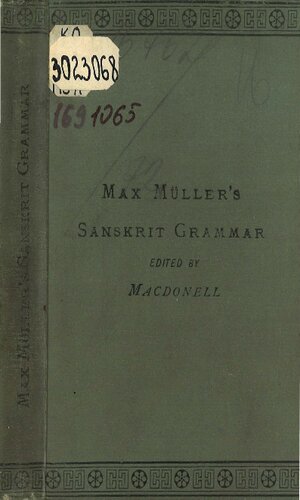 3023068
1691065
MAX MÜLLER'S
SANSKRIT GRAMMAR
EDITED BY
MACDONELL
MAX MÜLLER'S SANSKRIT GRAMMAR